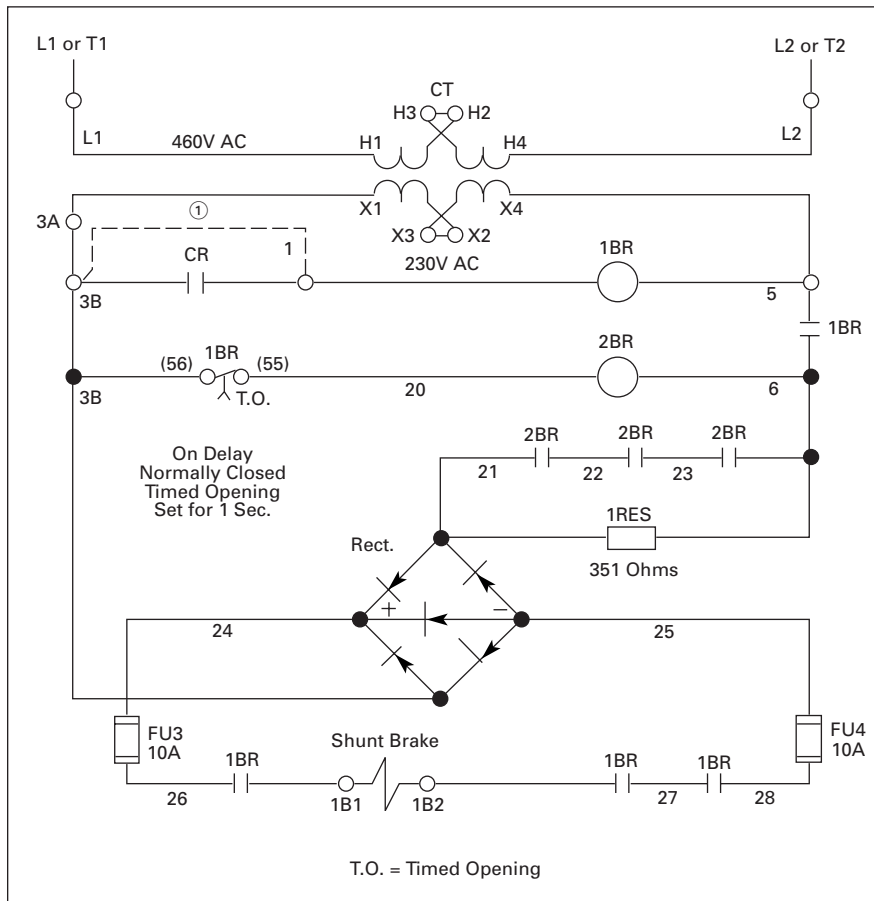 L1 or T1
L2 or T2
CT
H3 H2
L1
460V AC
H1
H4
L2
①
3A
X1
X4
X3 X2
CR
1
230V AC
1BR
3B
5
1BR
2BR
(56) 1BR (55)
3B
T.O.
20
6
On Delay
Normally Closed
Timed Opening
Set for 1 Sec.
2BR
2BR
2BR
21
22
23
1RES
Rect.
351 Ohms
+
−
24
25
FU3
10A
Shunt Brake
FU4
10A
1BR
1BR
1BR
26
1B1
1B2
27
28
T.O. = Timed Opening